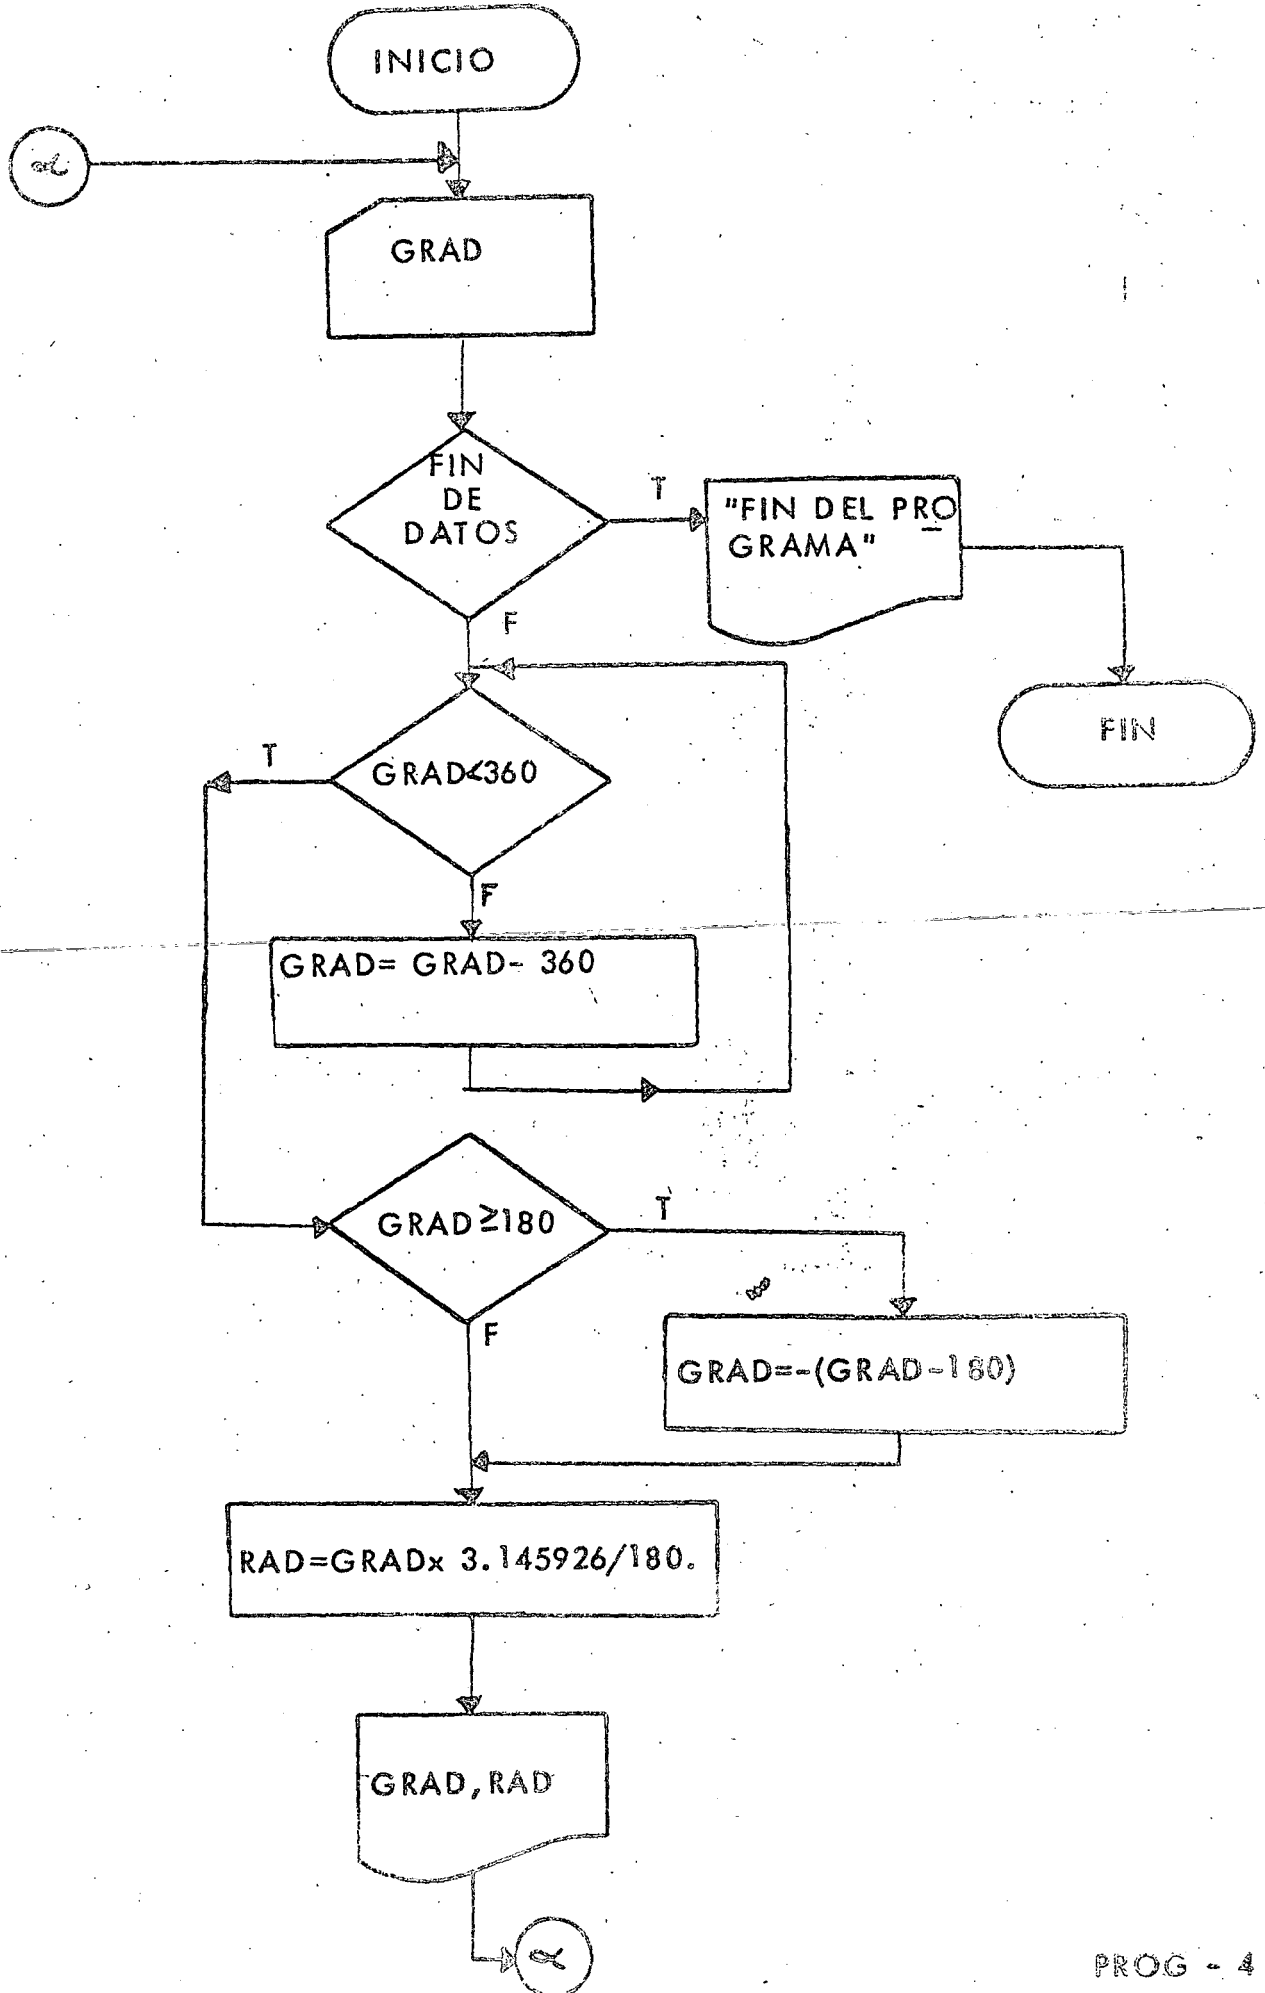 INICIO
α
GRAD
FIN
DE
DATOS
T
"FIN DEL PRO
GRAMA"
F
FIN
T
GRAD<360
F
GRAD= GRAD- 360
GRAD≥180
T
F
GRAD=-(GRAD-180)
RAD=GRADx 3.145926/180.
GRAD,RAD
α
PROG - 4